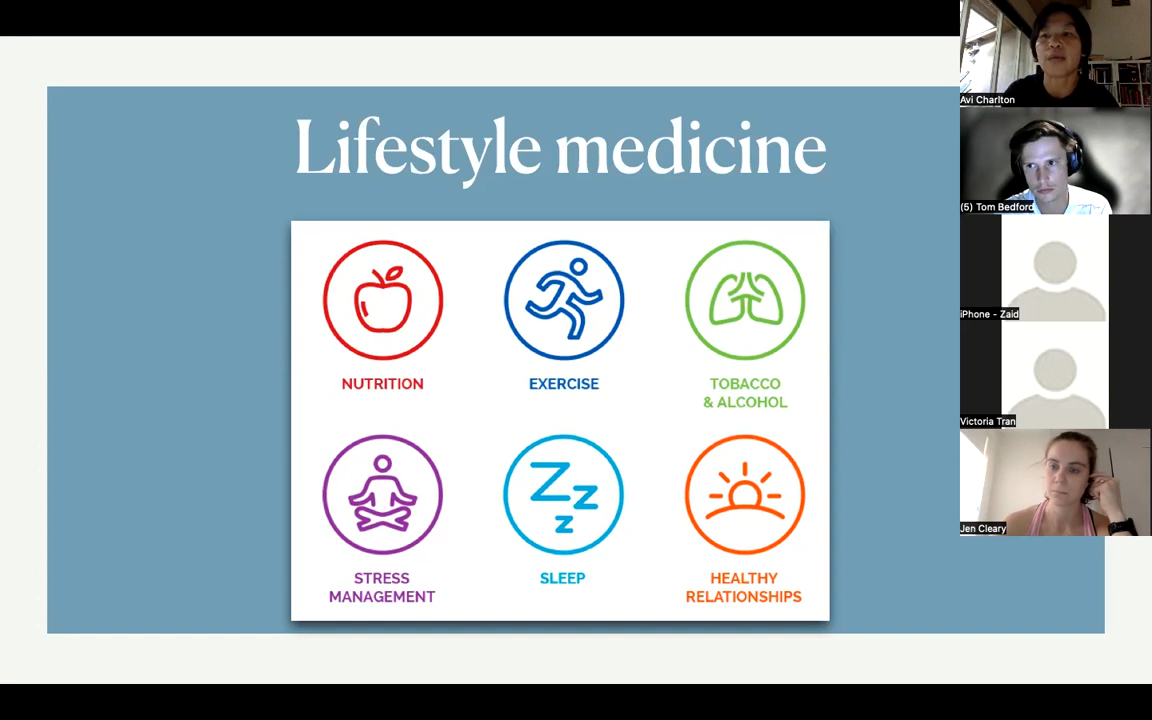 Lifestyle medicine
NUTRITION
EXERCISE
TOBACCO
& ALCOHOL
STRESS
MANAGEMENT
Z z z
SLEEP
HEALTHY
RELATIONSHIPS
Avi Charlton
(5) Tom Bedford
iPhone - Zaid
Victoria Tran
Jen Cleary